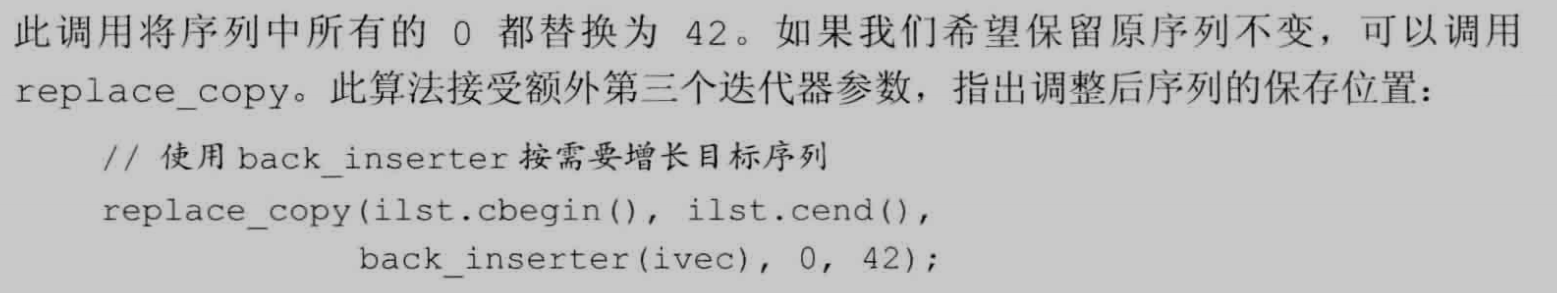 此调用将序列中所有的 0 都替换为 42。如果我们希望保留原序列不变，可以调用
replace_copy。此算法接受额外第三个迭代器参数，指出调整后序列的保存位置：
// 使用 back_inserter 按需要增长目标序列
replace_copy(ilst.cbegin(), ilst.cend(),
back_inserter(ivec), 0, 42);